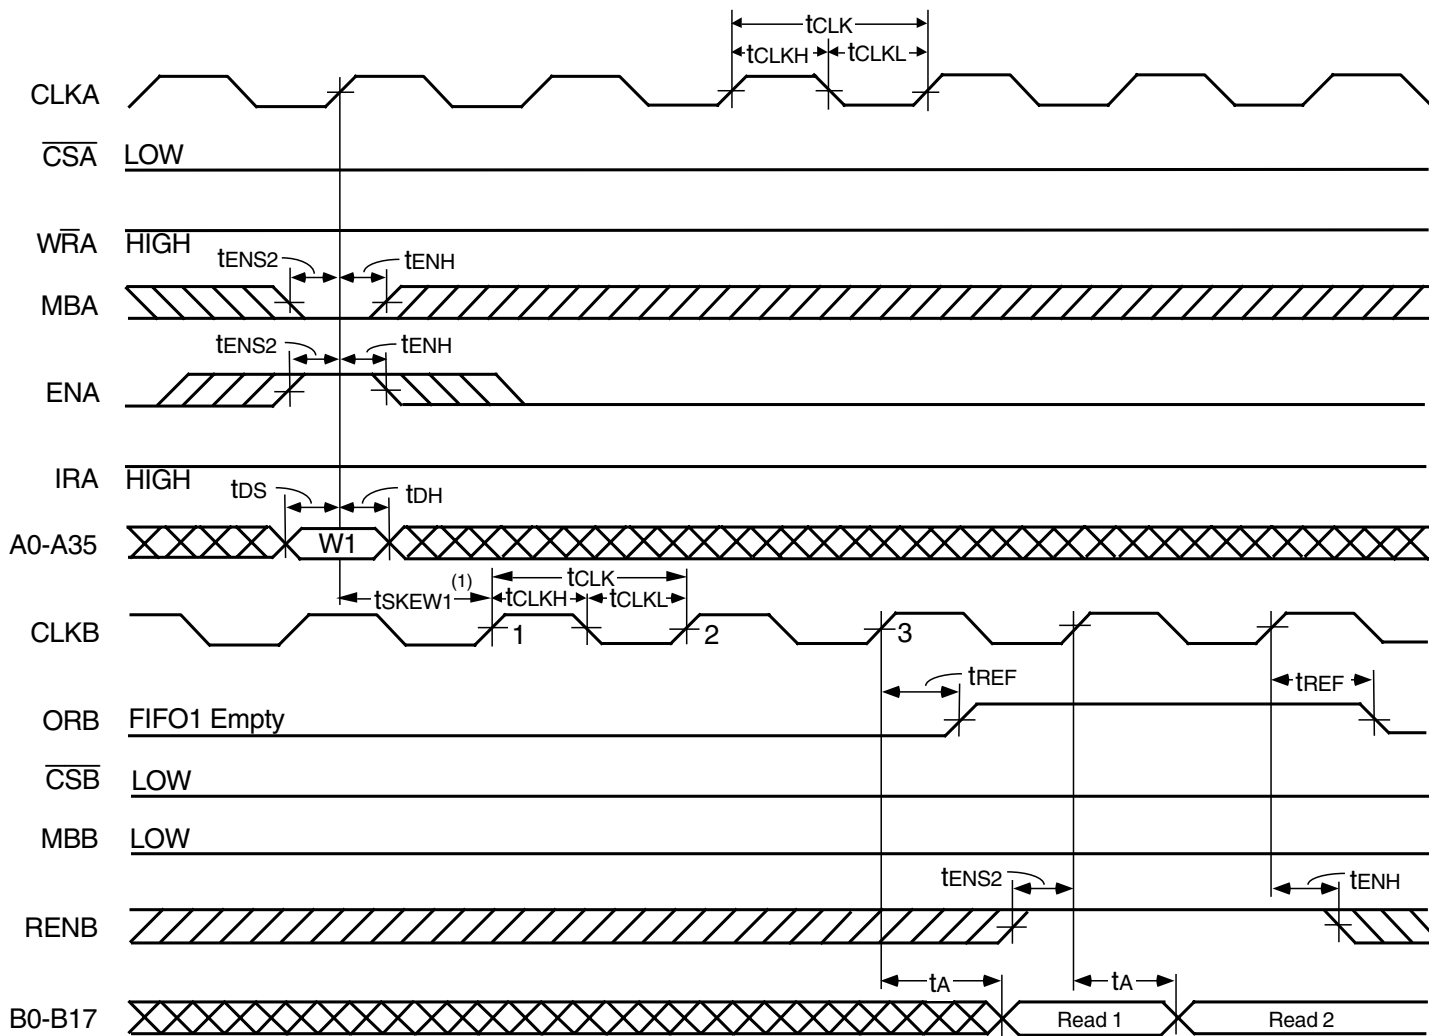 tCLK
tCLKH tCLKL
CLKA
CSA LOW
WRA HIGH
tENS2 tENH
MBA
tENS2 tENH
ENA
IRA HIGH
tDS tDH
A0-A35 W1
tSKEW1 (1) tCLK
tCLKH tCLKL
CLKB 1 2 3
tREF tREF
ORB FIFO1 Empty
CSB LOW
MBB LOW
tENS2 tENH
RENB
tA tA
B0-B17 Read 1 Read 2